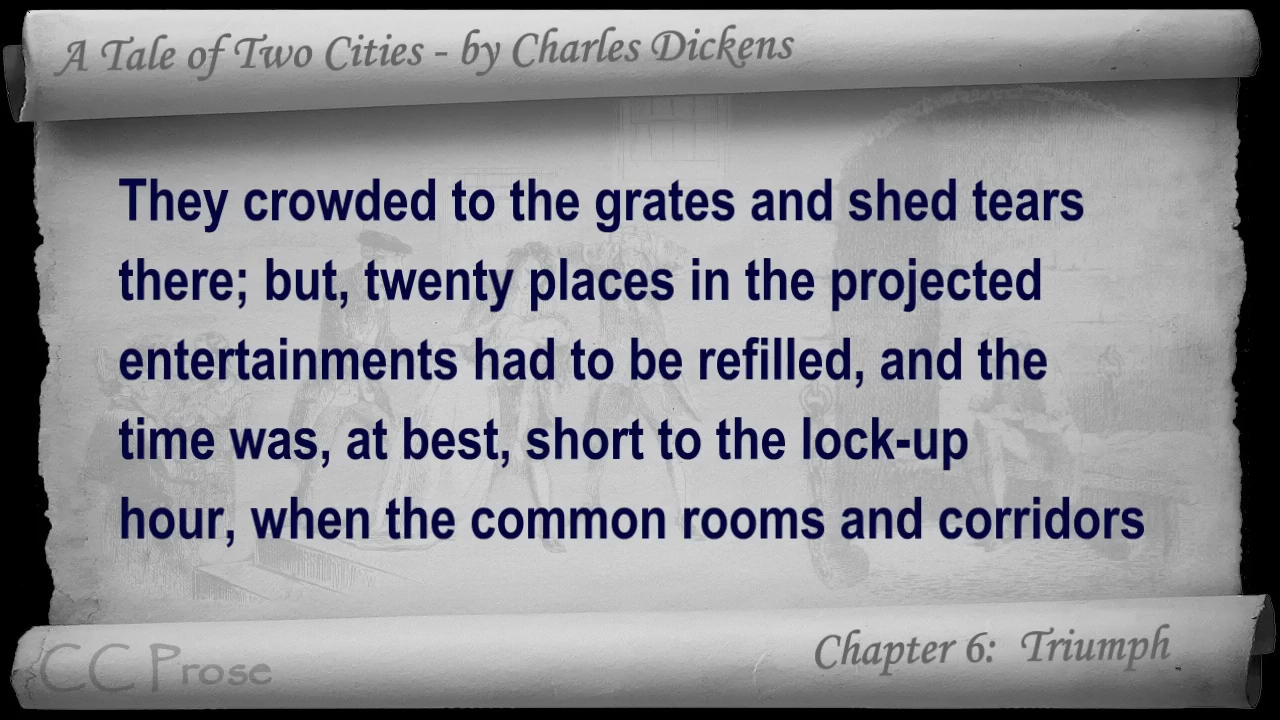 A Tale of Two Cities - by Charles Dickens
They crowded to the grates and shed tears
there; but, twenty places in the projected
entertainments had to be refilled, and the
time was, at best, short to the lock-up
hour, when the common rooms and corridors
CC Prose
Chapter 6: Triumph